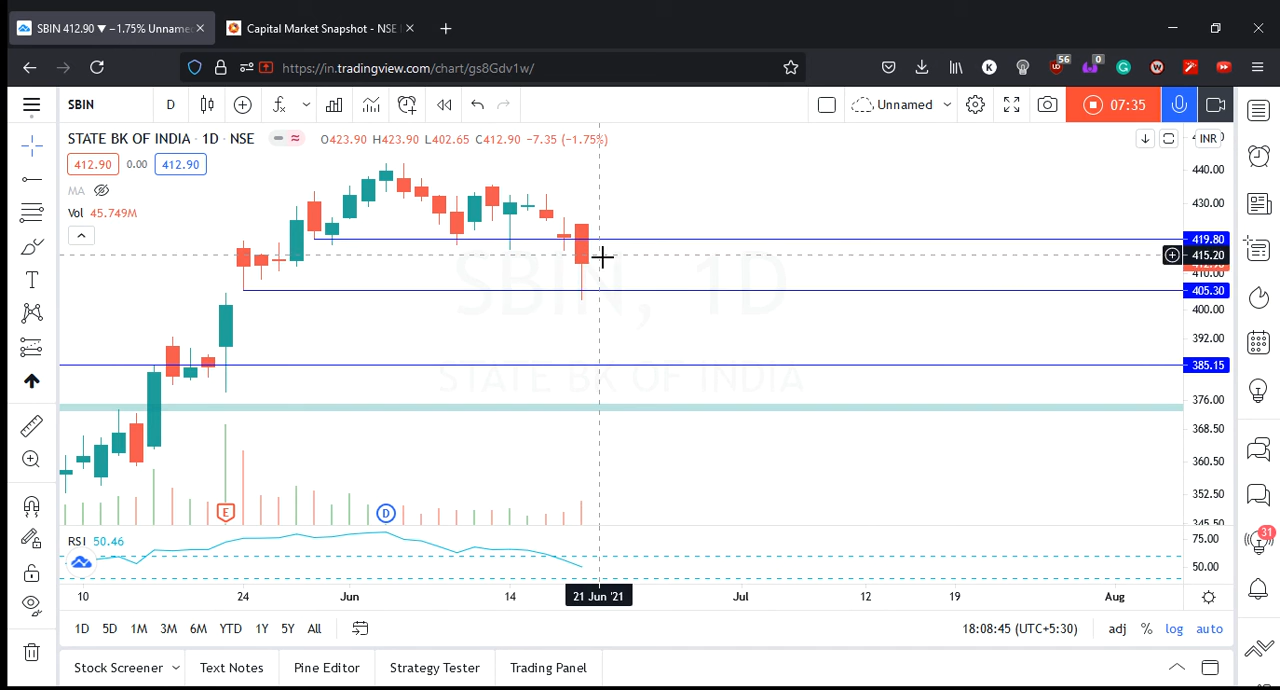 SBIN 412.90 ▼ −1.75% Unname
Capital Market Snapshot - NSE
https://in.tradingview.com/chart/gs8Gdv1w/
56
0
SBIN
D
Unnamed
07:35
STATE BK OF INDIA · 1D · NSE
O423.90 H423.90 L402.65 C412.90 −7.35 (−1.75%)
INR
412.90
0.00
412.90
MA
Vol 45.749M
440.00
430.00
419.80
415.20
410.00
405.30
400.00
392.00
385.15
376.00
368.50
360.50
352.50
345.50
SBIN, 1D
STATE BK OF INDIA
E
D
RSI 50.46
75.00
50.00
31
10
24
Jun
14
21 Jun '21
Jul
12
19
Aug
1D
5D
1M
3M
6M
YTD
1Y
5Y
All
18:08:45 (UTC+5:30)
adj
%
log
auto
Stock Screener
Text Notes
Pine Editor
Strategy Tester
Trading Panel